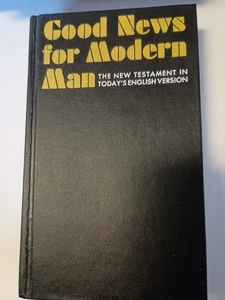 Good News
for Modern
Man
THE NEW TESTAMENT IN
TODAY'S ENGLISH VERSION